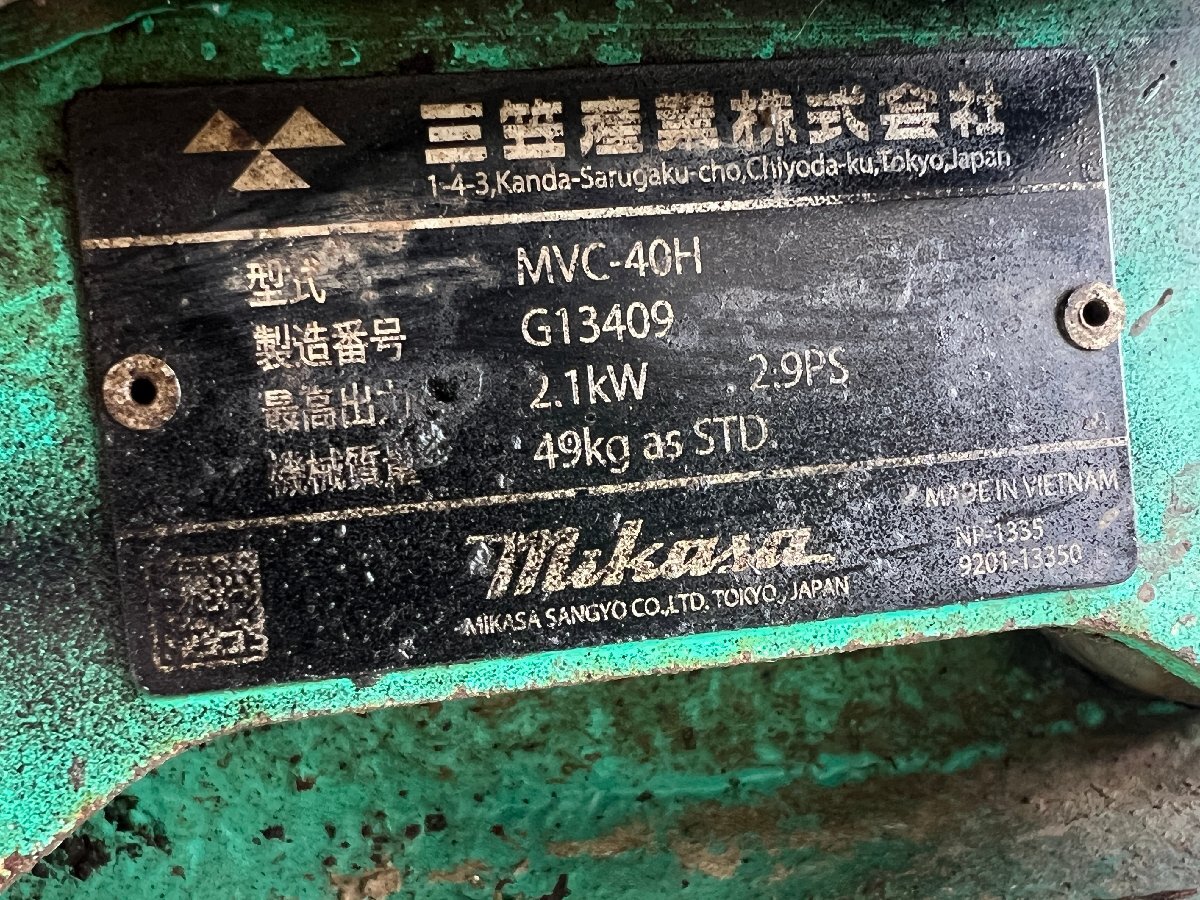 三笠産業株式会社
1-4-3,Kanda-Sarugaku-cho,Chiyoda-ku,Tokyo,Japan
型式 MVC-40H
製造番号 G13409
最高出力 2.1kW 2.9PS
機械質量 49kg as STD.
MADE IN VIETNAM
Mikasa NP-1335
MIKASA SANGYO CO.,LTD. TOKYO, JAPAN 9201-13350